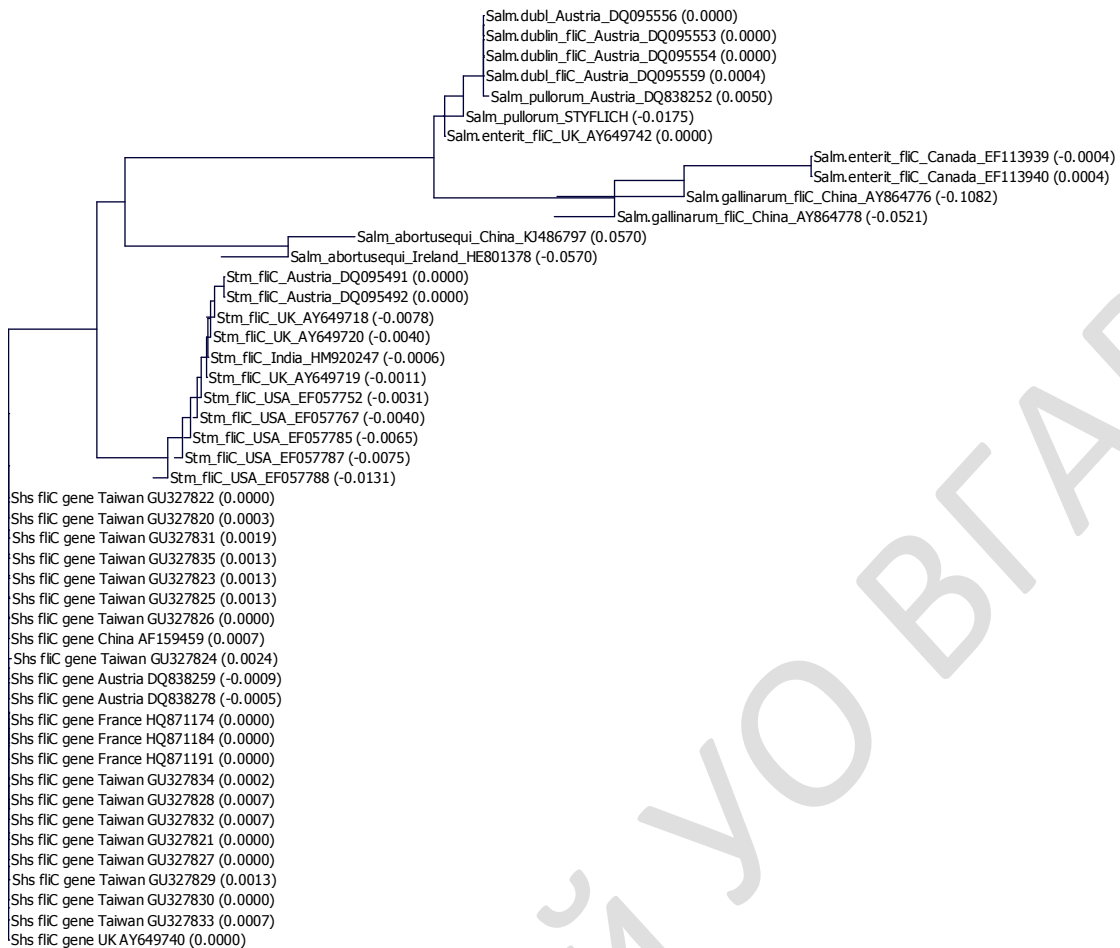 Salm.dubl_Austria_DQ095556 (0.0000)
Salm.dublin_fliC_Austria_DQ095553 (0.0000)
Salm.dublin_fliC_Austria_DQ095554 (0.0000)
Salm.dubl_fliC_Austria_DQ095559 (0.0004)
Salm_pullorum_Austria_DQ838252 (0.0050)
Salm_pullorum_STYFLICH (-0.0175)
Salm.enterit_fliC_UK_AY649742 (0.0000)
Salm.enterit_fliC_Canada_EF113939 (-0.0004)
Salm.enterit_fliC_Canada_EF113940 (0.0004)
Salm.gallinarum_fliC_China_AY864776 (-0.1082)
Salm.gallinarum_fliC_China_AY864778 (-0.0521)
Salm_abortusequi_China_KJ486797 (0.0570)
Salm_abortusequi_Ireland_HE801378 (-0.0570)
Stm_fliC_Austria_DQ095491 (0.0000)
Stm_fliC_Austria_DQ095492 (0.0000)
Stm_fliC_UK_AY649718 (-0.0078)
Stm_fliC_UK_AY649720 (-0.0040)
Stm_fliC_India_HM920247 (-0.0006)
Stm_fliC_UK_AY649719 (-0.0011)
Stm_fliC_USA_EF057752 (-0.0031)
Stm_fliC_USA_EF057767 (-0.0040)
Stm_fliC_USA_EF057785 (-0.0065)
Stm_fliC_USA_EF057787 (-0.0075)
Stm_fliC_USA_EF057788 (-0.0131)
Shs fliC gene Taiwan GU327822 (0.0000)
Shs fliC gene Taiwan GU327820 (0.0003)
Shs fliC gene Taiwan GU327831 (0.0019)
Shs fliC gene Taiwan GU327835 (0.0013)
Shs fliC gene Taiwan GU327823 (0.0013)
Shs fliC gene Taiwan GU327825 (0.0013)
Shs fliC gene Taiwan GU327826 (0.0000)
Shs fliC gene China AF159459 (0.0007)
Shs fliC gene Taiwan GU327824 (0.0024)
Shs fliC gene Austria DQ838259 (-0.0009)
Shs fliC gene Austria DQ838278 (-0.0005)
Shs fliC gene France HQ871174 (0.0000)
Shs fliC gene France HQ871184 (0.0000)
Shs fliC gene France HQ871191 (0.0000)
Shs fliC gene Taiwan GU327834 (0.0002)
Shs fliC gene Taiwan GU327828 (0.0007)
Shs fliC gene Taiwan GU327832 (0.0007)
Shs fliC gene Taiwan GU327821 (0.0000)
Shs fliC gene Taiwan GU327827 (0.0000)
Shs fliC gene Taiwan GU327829 (0.0013)
Shs fliC gene Taiwan GU327830 (0.0000)
Shs fliC gene Taiwan GU327833 (0.0007)
Shs fliC gene UK AY649740 (0.0000)
УО